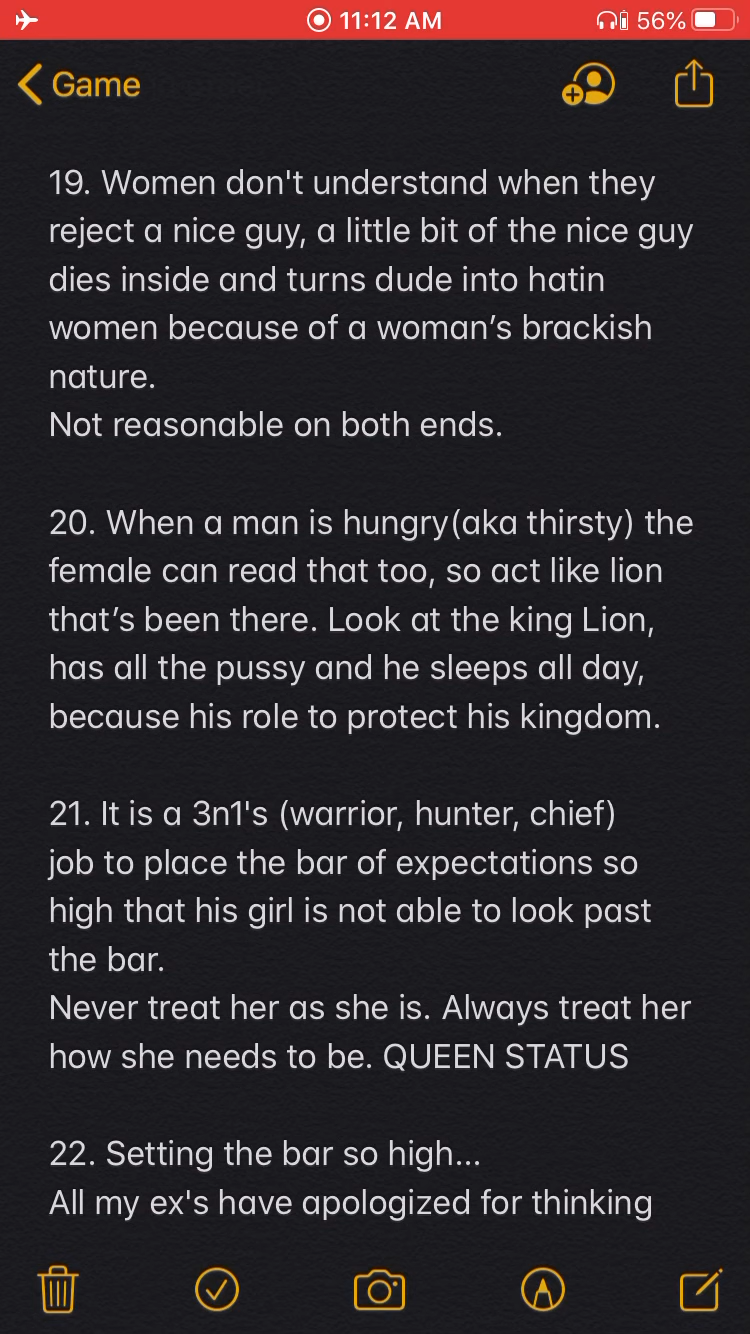 11:12 AM
56%
Game
19. Women don't understand when they
reject a nice guy, a little bit of the nice guy
dies inside and turns dude into hatin
women because of a woman’s brackish
nature.
Not reasonable on both ends.
20. When a man is hungry(aka thirsty) the
female can read that too, so act like lion
that’s been there. Look at the king Lion,
has all the pussy and he sleeps all day,
because his role to protect his kingdom.
21. It is a 3n1's (warrior, hunter, chief)
job to place the bar of expectations so
high that his girl is not able to look past
the bar.
Never treat her as she is. Always treat her
how she needs to be. QUEEN STATUS
22. Setting the bar so high...
All my ex's have apologized for thinking